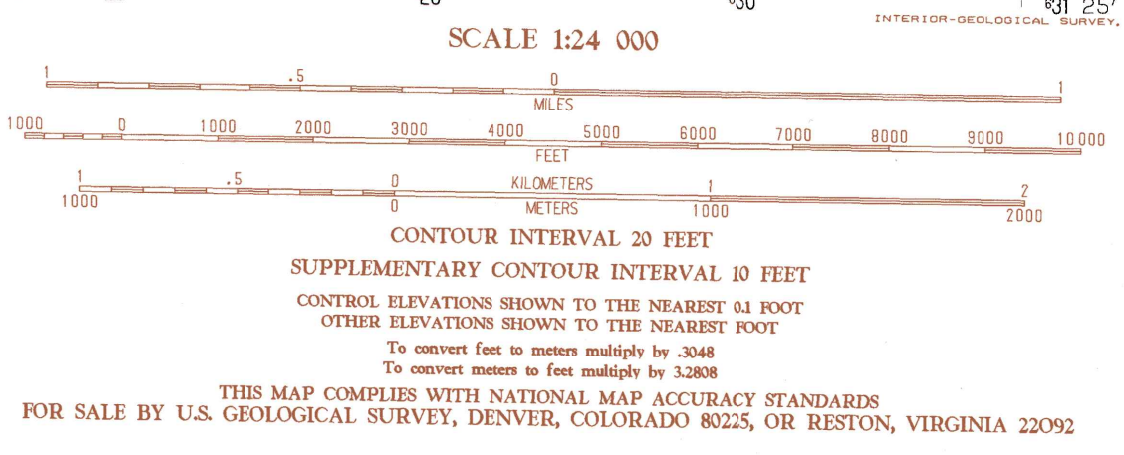 ⁶30 ⁶31 25'
INTERIOR-GEOLOGICAL SURVEY,
SCALE 1:24 000
1 .5 0 1
MILES
1000 0 1000 2000 3000 4000 5000 6000 7000 8000 9000 10 000
FEET
1 .5 0 KILOMETERS 1 2
1000 0 METERS 1000 2000
CONTOUR INTERVAL 20 FEET
SUPPLEMENTARY CONTOUR INTERVAL 10 FEET
CONTROL ELEVATIONS SHOWN TO THE NEAREST 0.1 FOOT
OTHER ELEVATIONS SHOWN TO THE NEAREST FOOT
To convert feet to meters multiply by .3048
To convert meters to feet multiply by 3.2808
THIS MAP COMPLIES WITH NATIONAL MAP ACCURACY STANDARDS
FOR SALE BY U.S. GEOLOGICAL SURVEY, DENVER, COLORADO 80225, OR RESTON, VIRGINIA 22092